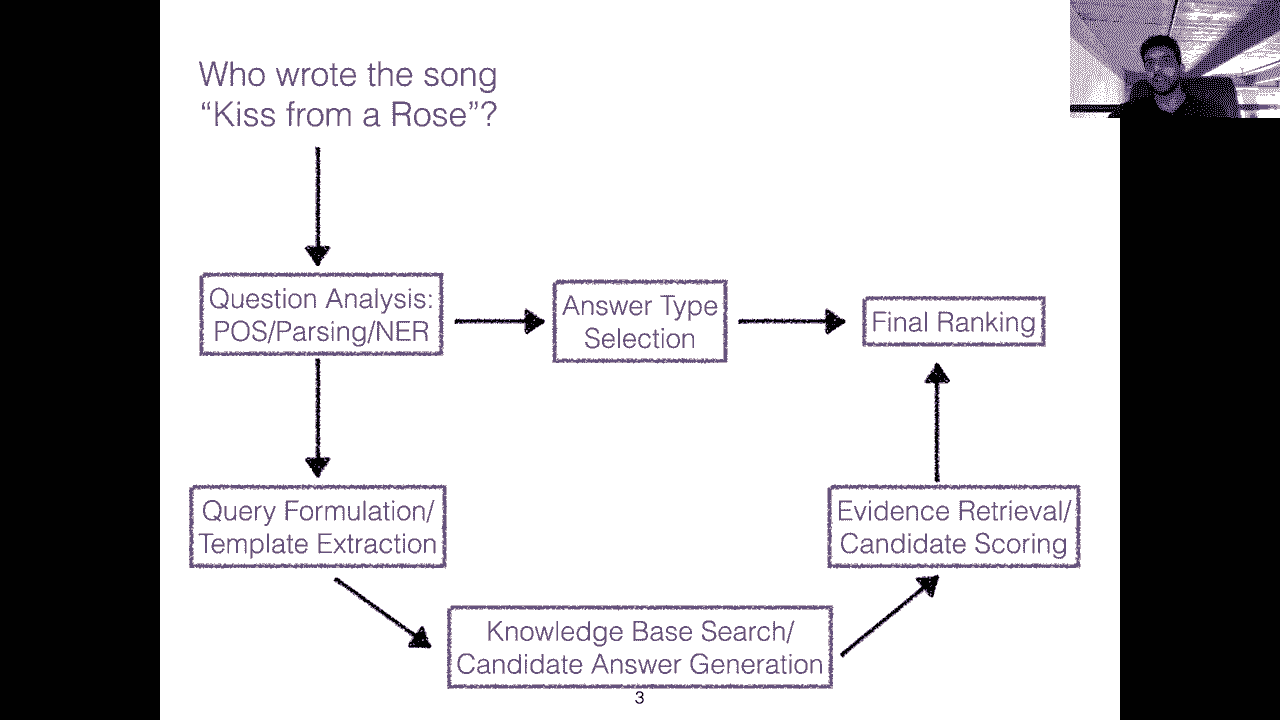 Who wrote the song
“Kiss from a Rose”?
Question Analysis:
POS/Parsing/NER
Answer Type
Selection
Final Ranking
Query Formulation/
Template Extraction
Evidence Retrieval/
Candidate Scoring
Knowledge Base Search/
Candidate Answer Generation
3